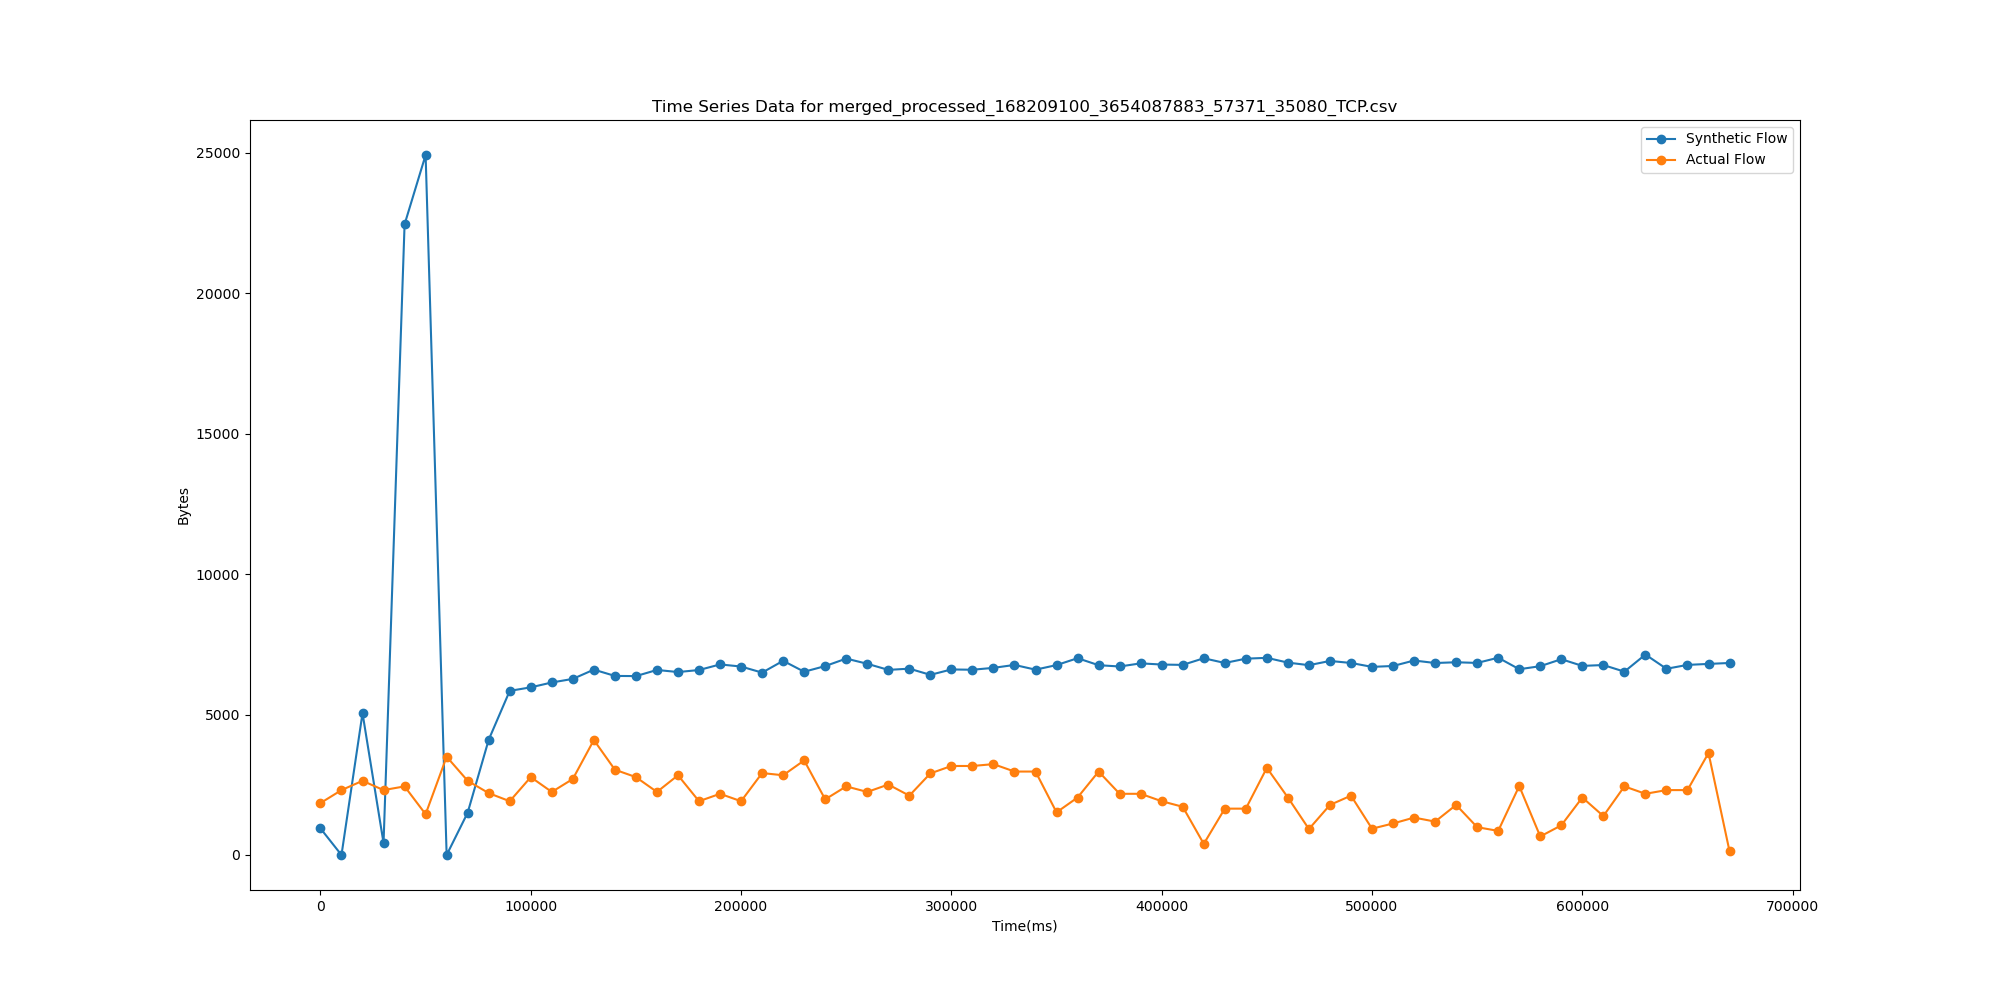 Time Series Data for merged_processed_168209100_3654087883_57371_35080_TCP.csv
Synthetic Flow
Actual Flow
25000
20000
15000
10000
5000
0
Bytes
0 100000 200000 300000 400000 500000 600000 700000
Time(ms)